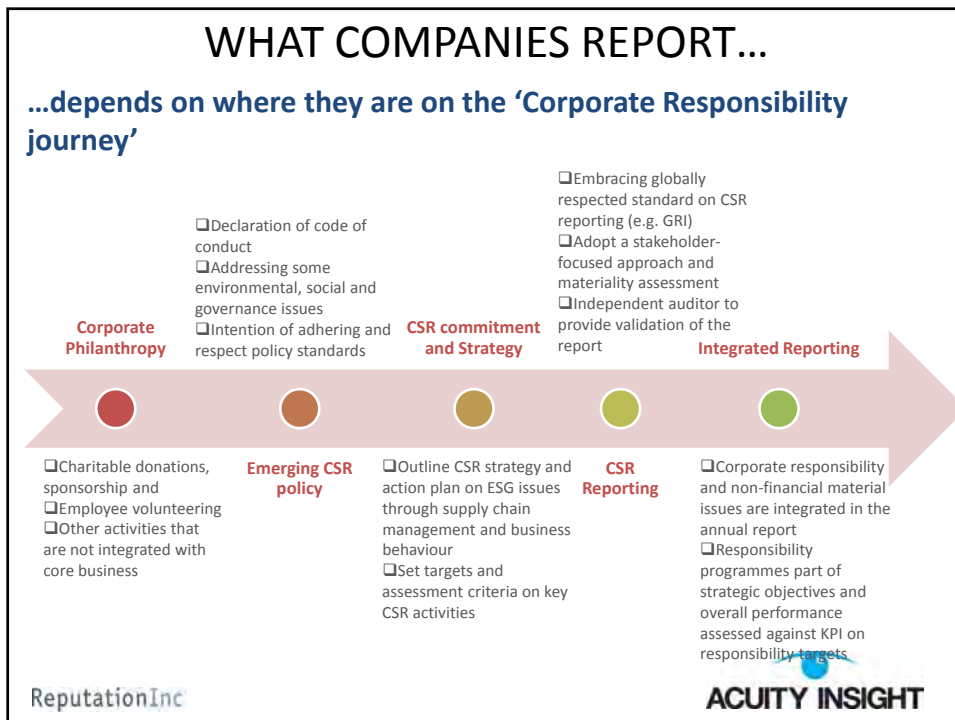 WHAT COMPANIES REPORT…
…depends on where they are on the ‘Corporate Responsibility
journey’
Corporate
Philanthropy
❑Charitable donations,
sponsorship and
❑Employee volunteering
❑Other activities that
are not integrated with
core business
❑Declaration of code of
conduct
❑Addressing some
environmental, social and
governance issues
❑Intention of adhering and
respect policy standards
Emerging CSR
policy
CSR commitment
and Strategy
❑Outline CSR strategy and
action plan on ESG issues
through supply chain
management and business
behaviour
❑Set targets and
assessment criteria on key
CSR activities
❑Embracing globally
respected standard on CSR
reporting (e.g. GRI)
❑Adopt a stakeholder-
focused approach and
materiality assessment
❑Independent auditor to
provide validation of the
report
CSR
Reporting
Integrated Reporting
❑Corporate responsibility
and non-financial material
issues are integrated in the
annual report
❑Responsibility
programmes part of
strategic objectives and
overall performance
assessed against KPI on
responsibility targets
ReputationInc
ACUITY INSIGHT